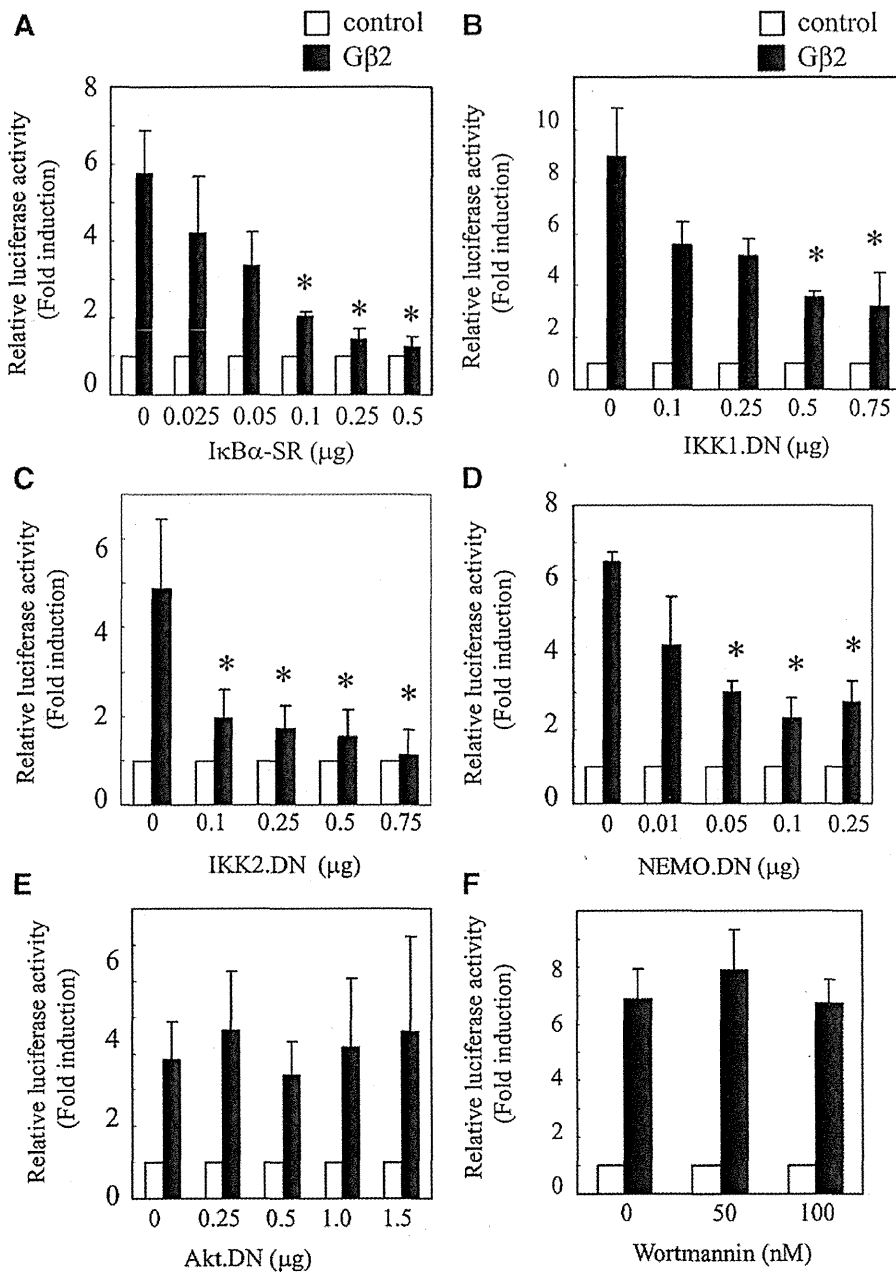 A
control
Gβ2
Relative luciferase activity
(Fold induction)
8
6
4
2
0
*
*
*
0 0.025 0.05 0.1 0.25 0.5
IκBα-SR (μg)
B
control
Gβ2
Relative luciferase activity
(Fold induction)
10
8
6
4
2
0
*
*
0 0.1 0.25 0.5 0.75
IKK1.DN (μg)
C
Relative luciferase activity
(Fold induction)
6
4
2
0
*
*
*
*
0 0.1 0.25 0.5 0.75
IKK2.DN (μg)
D
Relative luciferase activity
(Fold induction)
8
6
4
2
0
*
*
*
0 0.01 0.05 0.1 0.25
NEMO.DN (μg)
E
Relative luciferase activity
(Fold induction)
6
4
2
0
0 0.25 0.5 1.0 1.5
Akt.DN (μg)
F
Relative luciferase activity
(Fold induction)
8
6
4
2
0
0 50 100
Wortmannin (nM)